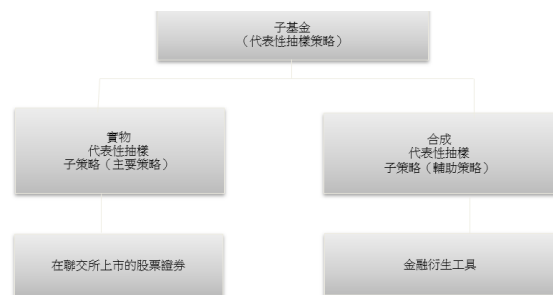 子基金
（代表性抽樣策略）
實物
代表性抽樣
子策略（主要策略）
合成
代表性抽樣
子策略（輔助策略）
在聯交所上市的股票證券
金融衍生工具